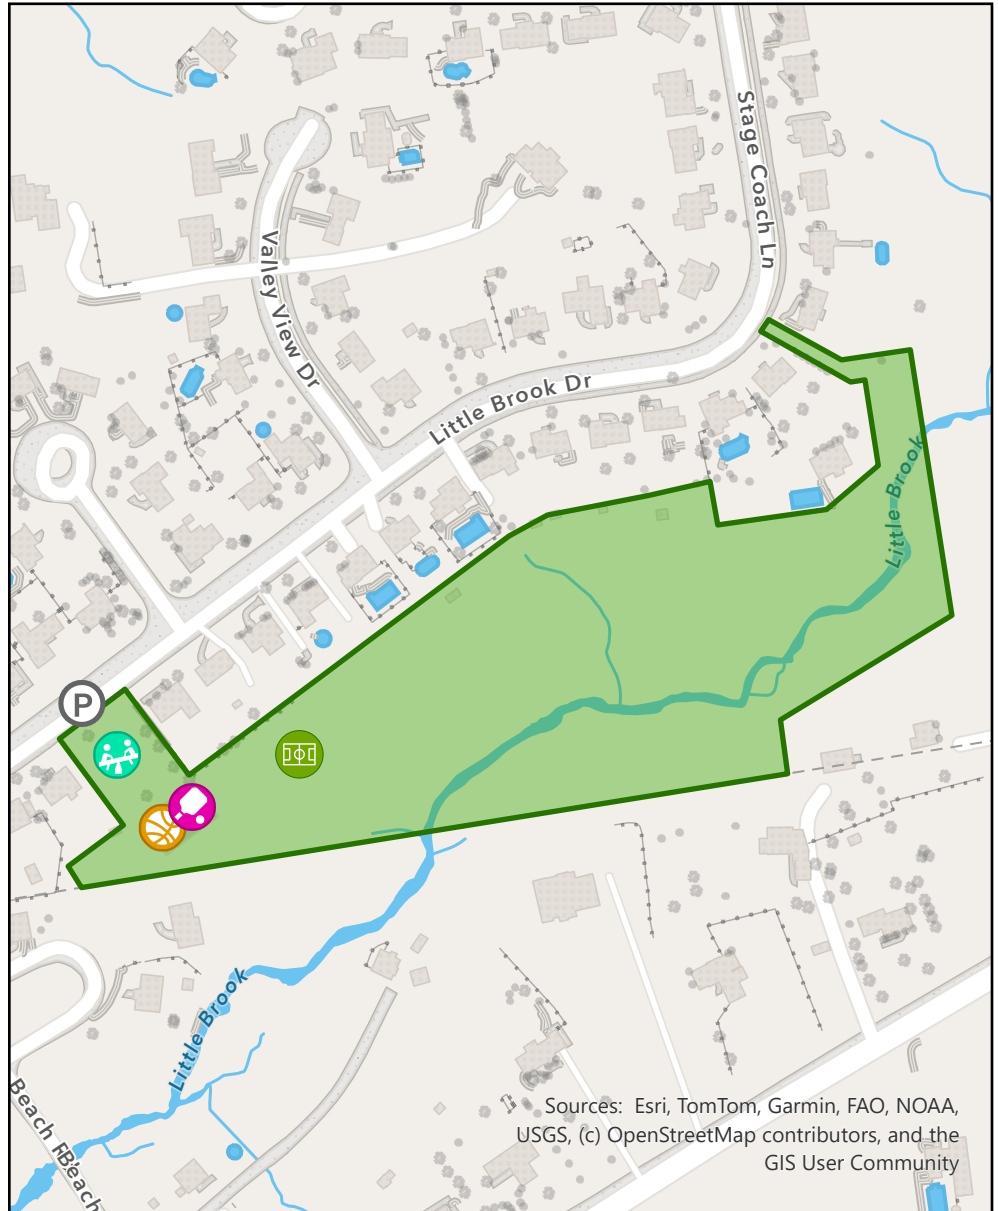 Stage Coach Ln
Valley View Dr
Little Brook Dr
Little Brook
P
Little Brook
Beach
Beach
Sources: Esri, TomTom, Garmin, FAO, NOAA,
USGS, (c) OpenStreetMap contributors, and the
GIS User Community